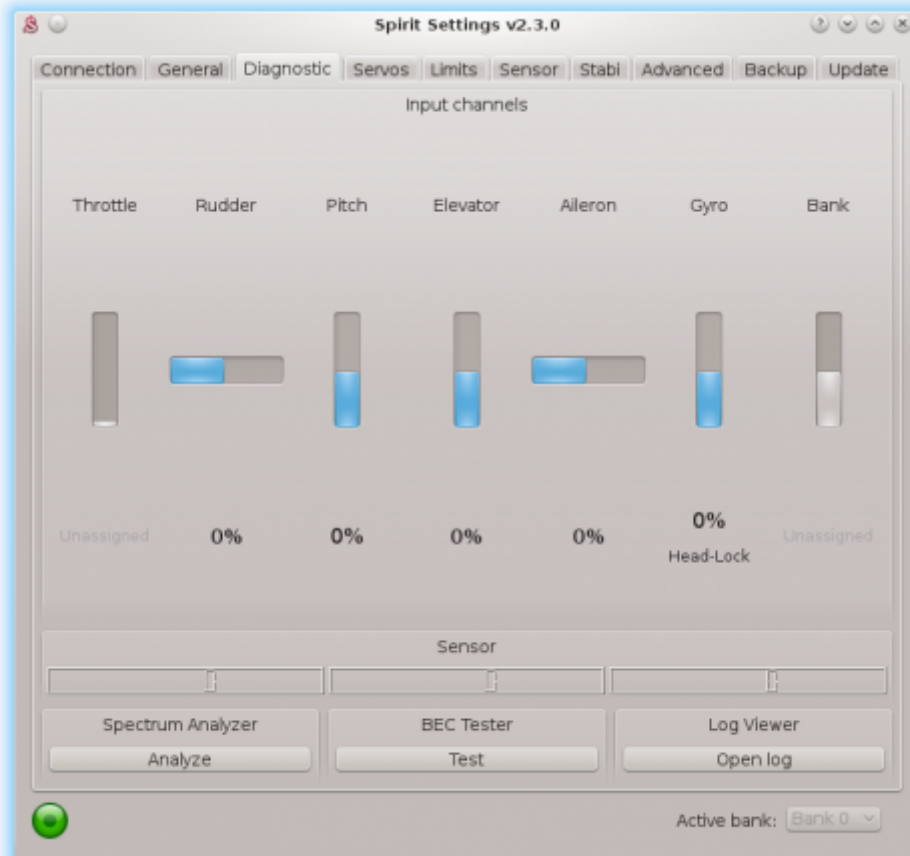 Spirit Settings v2.3.0
Connection General Diagnostic Servos Limits Sensor Stabi Advanced Backup Update
Input channels
Throttle Rudder Pitch Elevator Aileron Gyro Bank
Unassigned 0% 0% 0% 0% 0% Unassigned
Head-Lock
Sensor
Spectrum Analyzer BEC Tester Log Viewer
Analyze Test Open log
Active bank: Bank 0